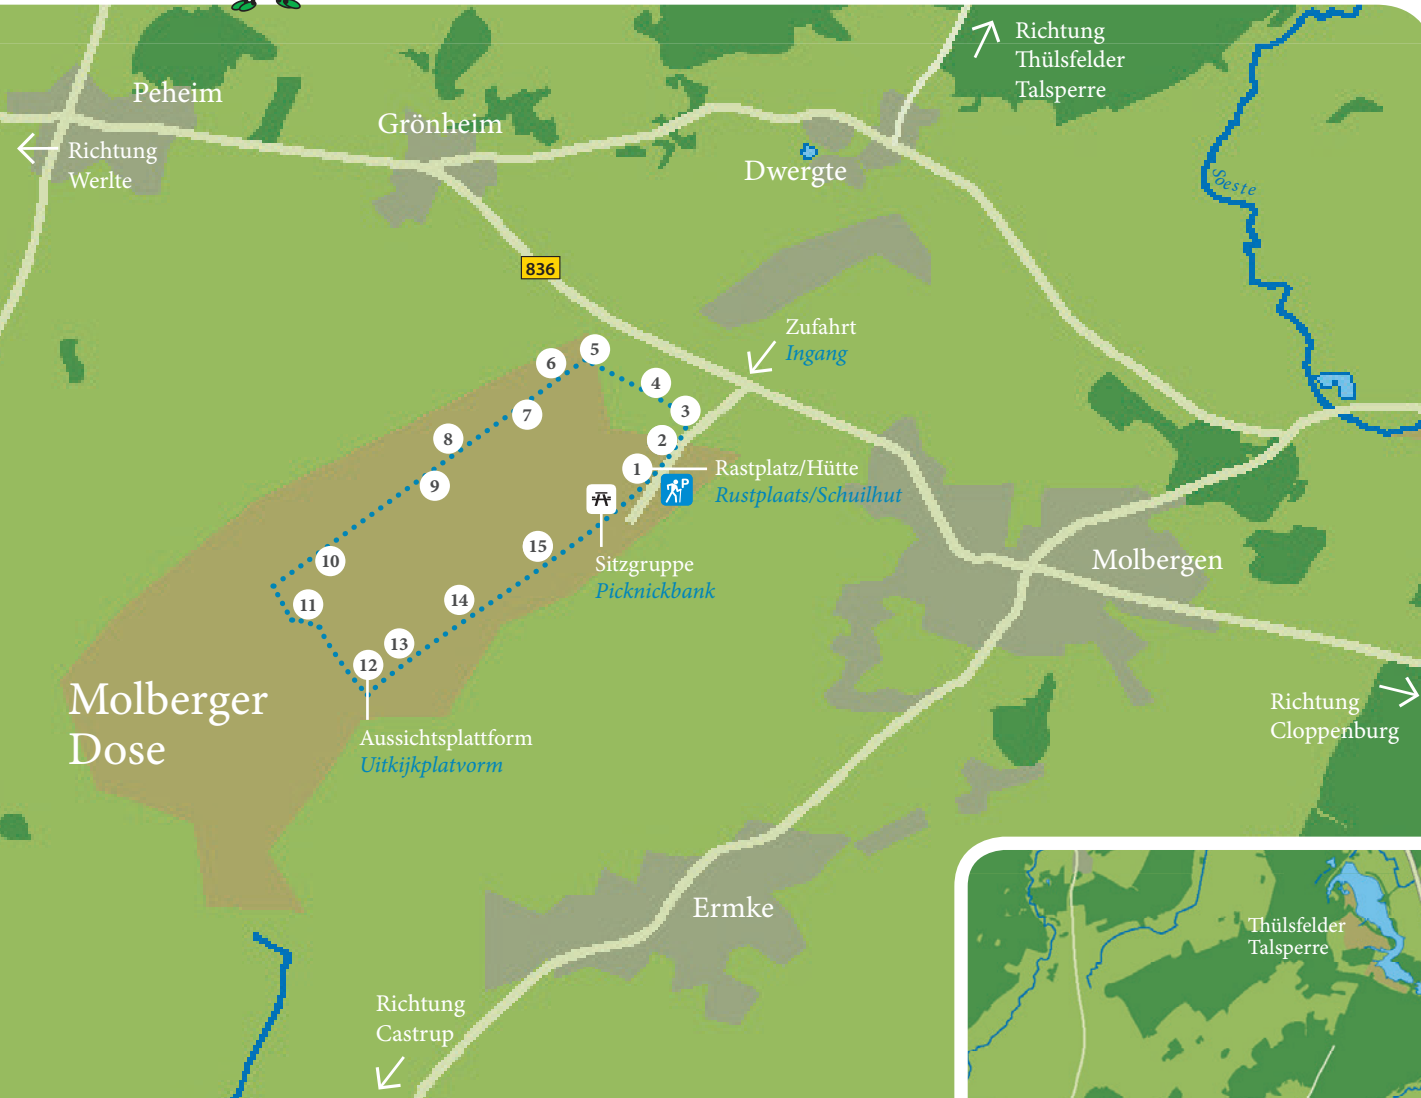 Richtung
Thülsfelder
Talsperre
Peheim
Grönheim
Richtung
Werlte
Dwergte
Soeste
836
Zufahrt
Ingang
5
6
4
3
7
8
2
1
Rastplatz/Hütte
9
P
Rustplaats/Schuilhut
15
10
Sitzgruppe
Picknickbank
Molbergen
11
14
13
12
Molberger
Dose
Richtung
Cloppenburg
Aussichtsplattform
Uitkijkplatvorm
Ermke
Thülsfelder
Talsperre
Richtung
Castrup